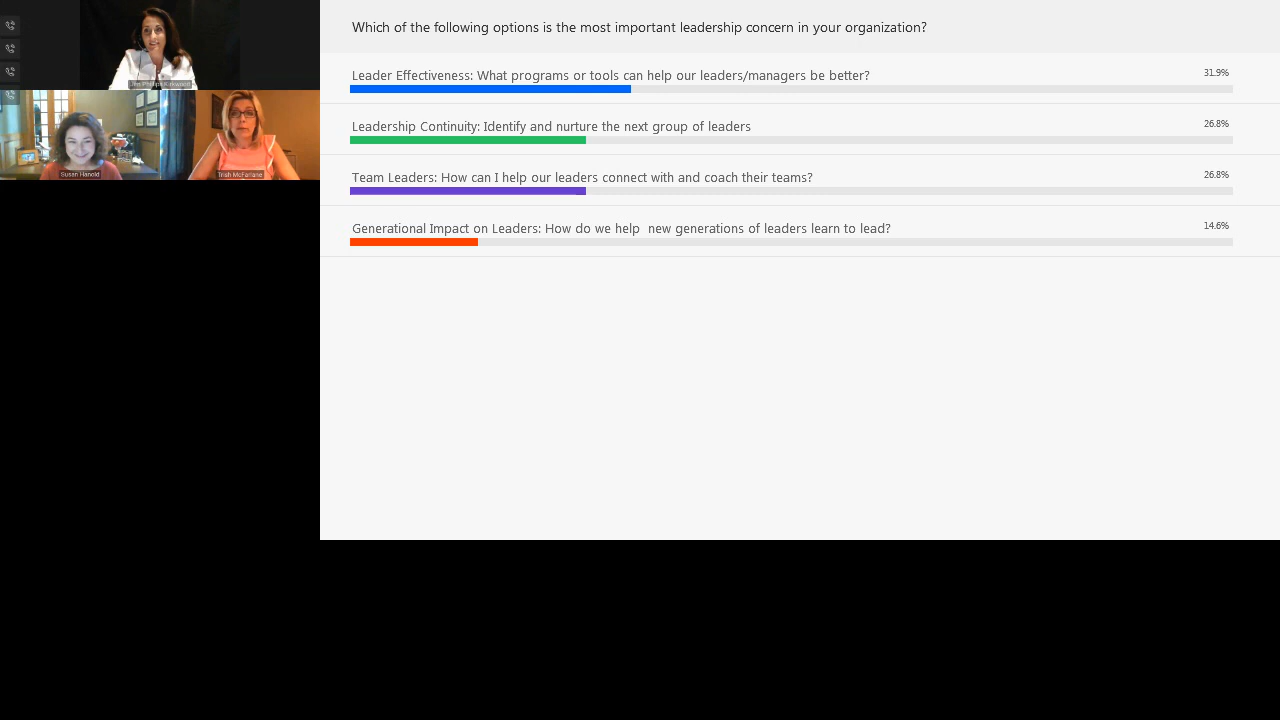 Which of the following options is the most important leadership concern in your organization?
Leader Effectiveness: What programs or tools can help our leaders/managers be better?
31.9%
Leadership Continuity: Identify and nurture the next group of leaders
26.8%
Team Leaders: How can I help our leaders connect with and coach their teams?
26.8%
Generational Impact on Leaders: How do we help  new generations of leaders learn to lead?
14.6%
Susan Hanold
Trish McFarlane